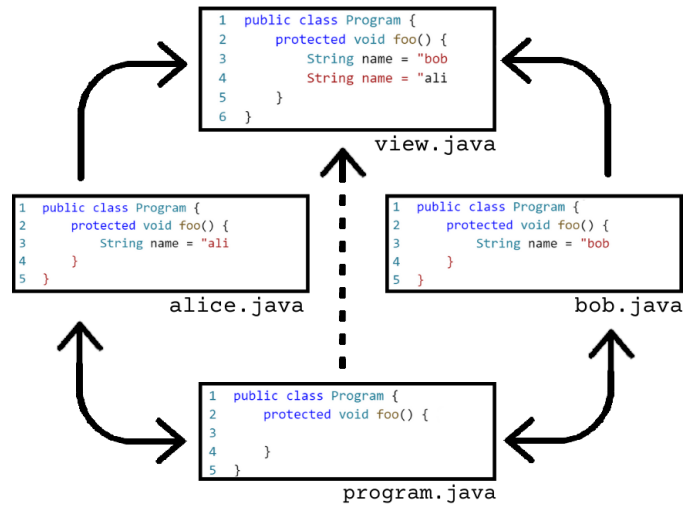 1 public class Program {
2 protected void foo() {
3 String name = "bob
4 String name = "ali
5 }
6 }
view.java
1 public class Program {
2 protected void foo() {
3 String name = "ali
4 }
5 }
alice.java
1 public class Program {
2 protected void foo() {
3 String name = "bob
4 }
5 }
bob.java
1 public class Program {
2 protected void foo() {
3
4 }
5 }
program.java